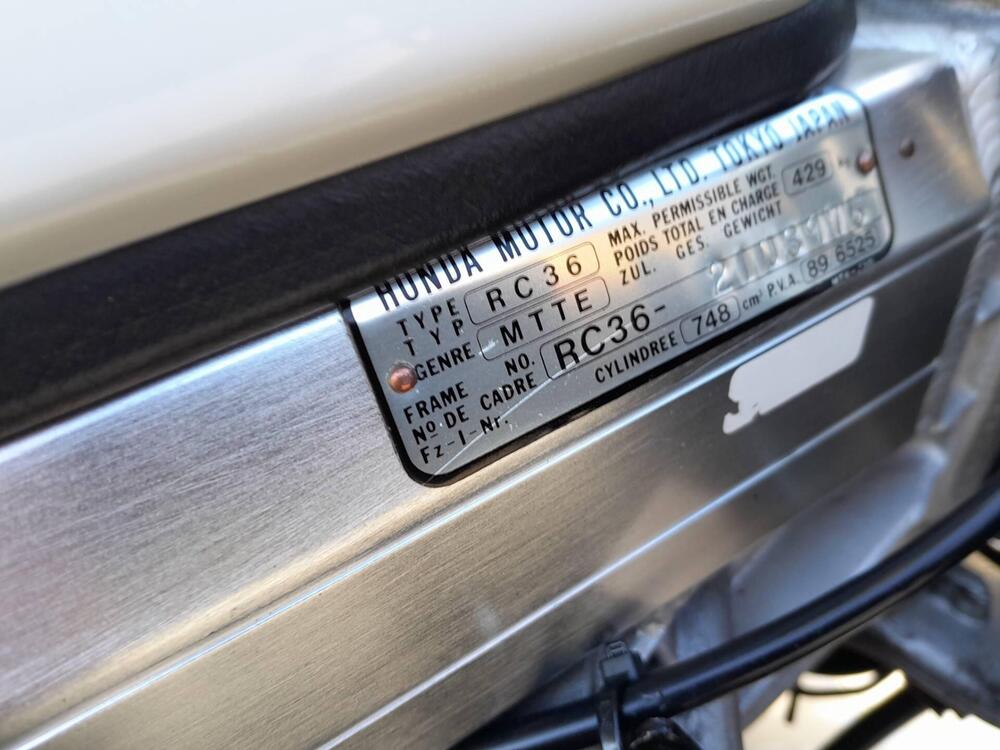 HONDA MOTOR CO., LTD. TOKYO JAPAN
TYPE
TYP
RC36
MAX. PERMISSIBLE WGT.
POIDS TOTAL EN CHARGE
ZUL. GES. GEWICHT
429
GENRE
MTTE
FRAME NO.
No DE CADRE
Fz-I-Nr.
RC36-
CYLINDREE
748
cm³
P.V.A.
89 6525